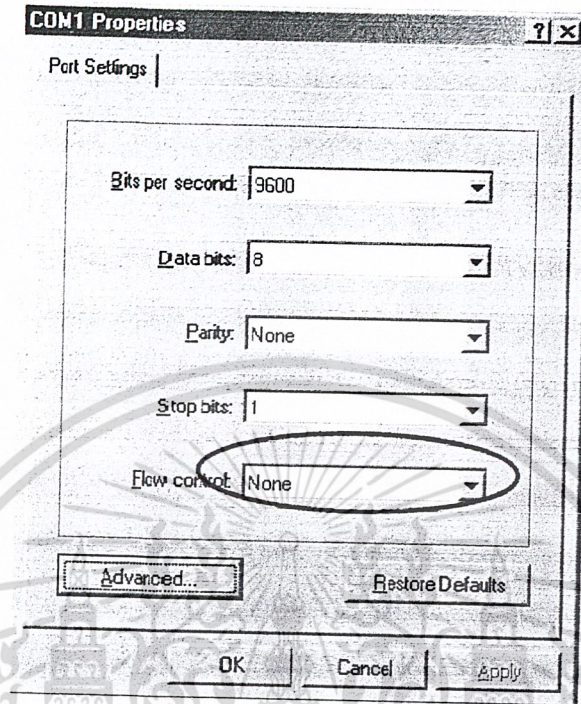 COM1 Properties
? ×
Port Settings
Bits per second: 9600
Data bits: 8
Parity: None
Stop bits: 1
Flow control: None
Advanced...
Restore Defaults
OK Cancel Apply